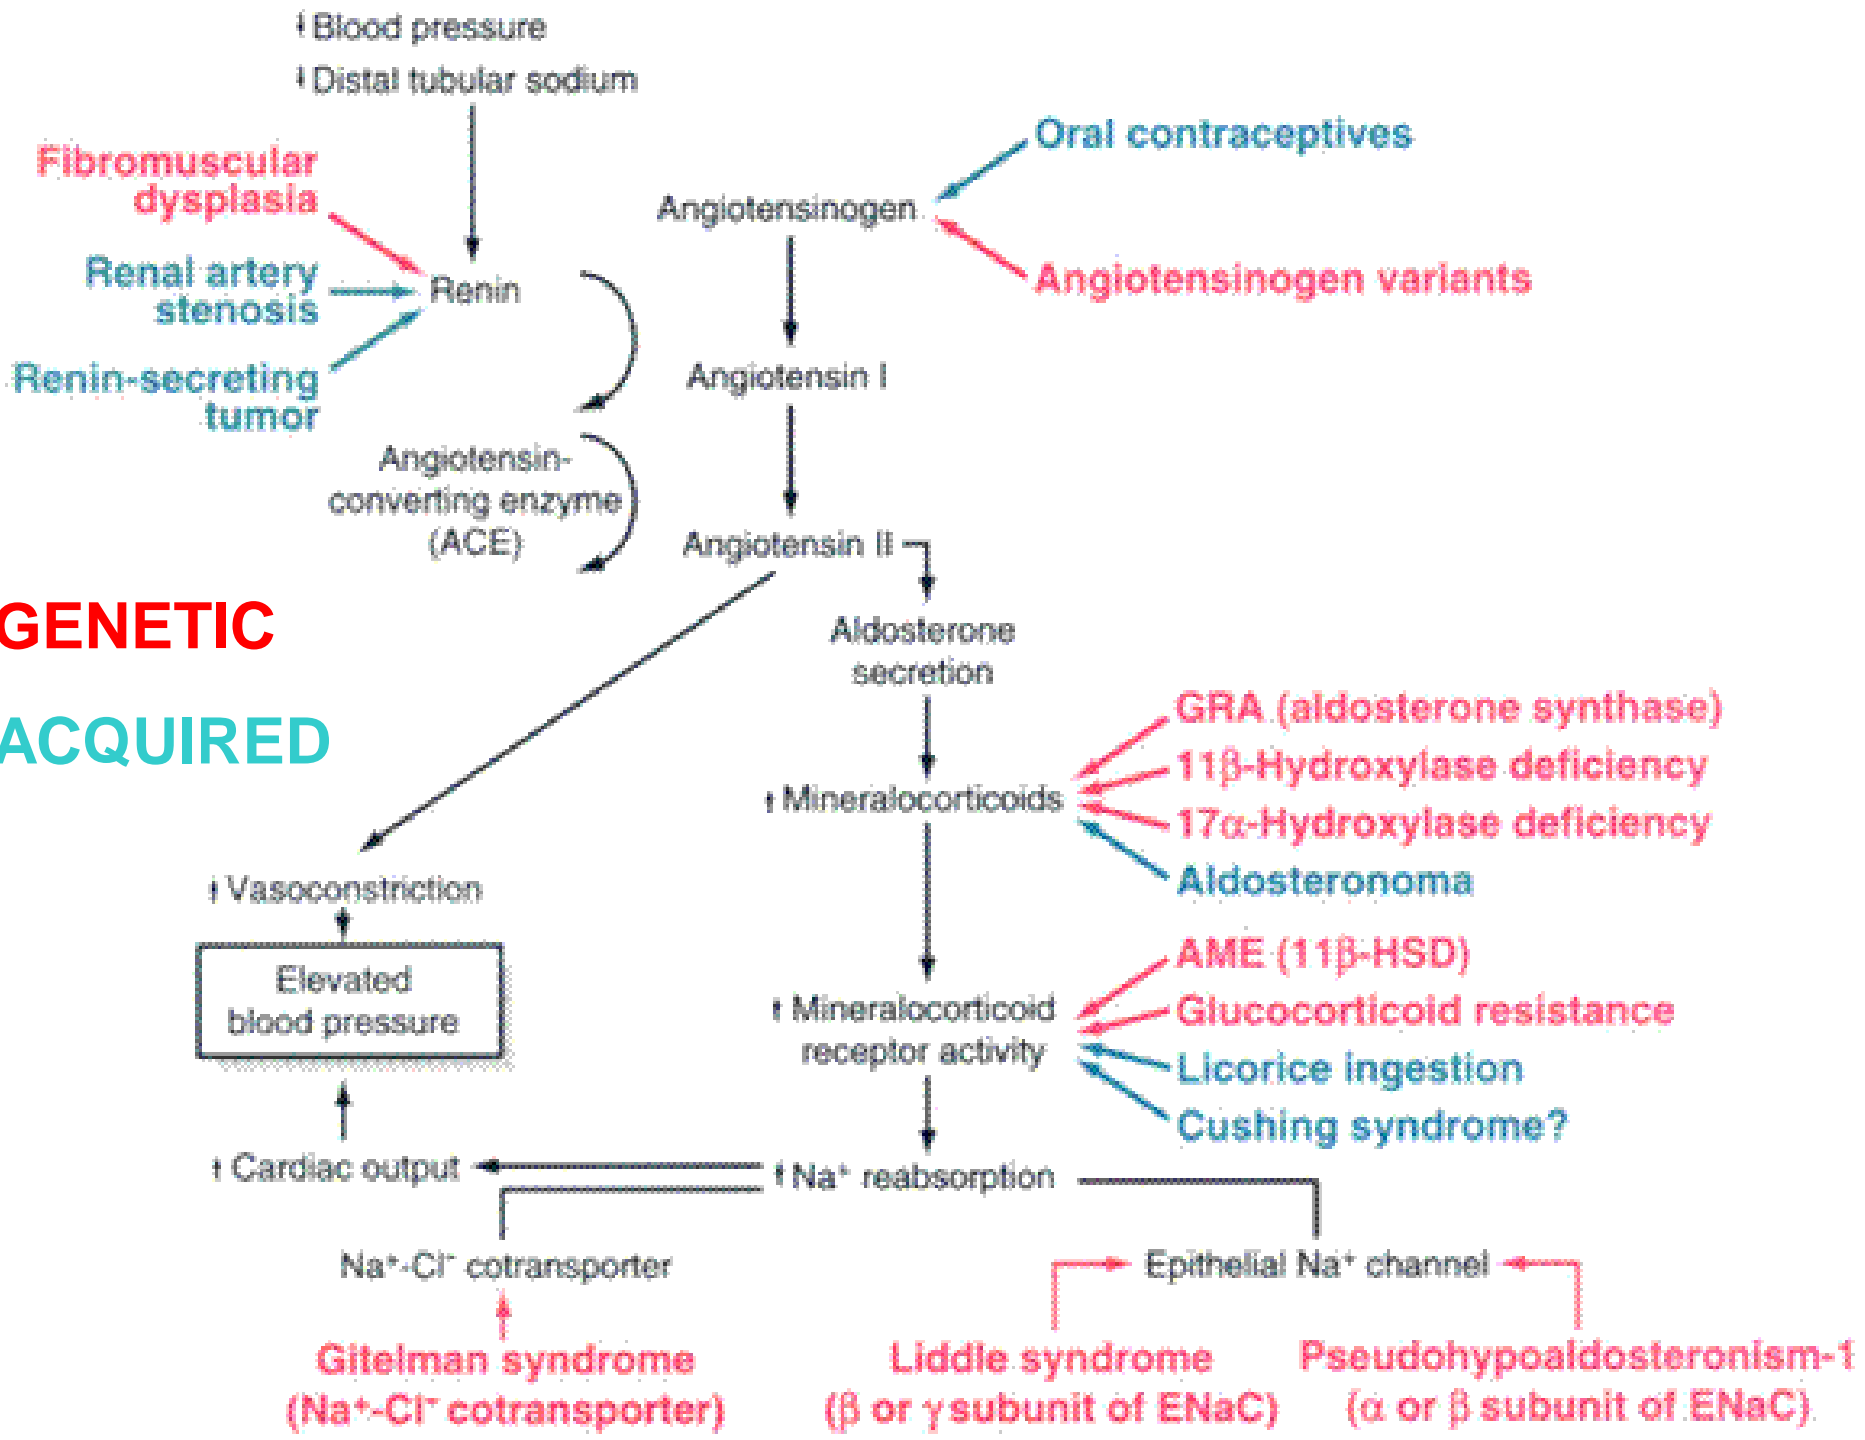 ↓ Blood pressure
↓ Distal tubular sodium
Fibromuscular
dysplasia
Renal artery
stenosis
Renin-secreting
tumor
Renin
Oral contraceptives
Angiotensinogen
Angiotensinogen variants
Angiotensin I
Angiotensin-
converting enzyme
(ACE)
Angiotensin II
GENETIC
ACQUIRED
Aldosterone
secretion
GRA (aldosterone synthase)
11β-Hydroxylase deficiency
↑ Mineralocorticoids
17α-Hydroxylase deficiency
Aldosteronoma
↑ Vasoconstriction
Elevated
blood pressure
AME (11β-HSD)
↑ Mineralocorticoid
receptor activity
Glucocorticoid resistance
Licorice ingestion
Cushing syndrome?
↑ Cardiac output
↑ Na⁺ reabsorption
Na⁺-Cl⁻ cotransporter
Epithelial Na⁺ channel
Gitelman syndrome
(Na⁺-Cl⁻ cotransporter)
Liddle syndrome
(β or γ subunit of ENaC)
Pseudohypoaldosteronism-1
(α or β subunit of ENaC)